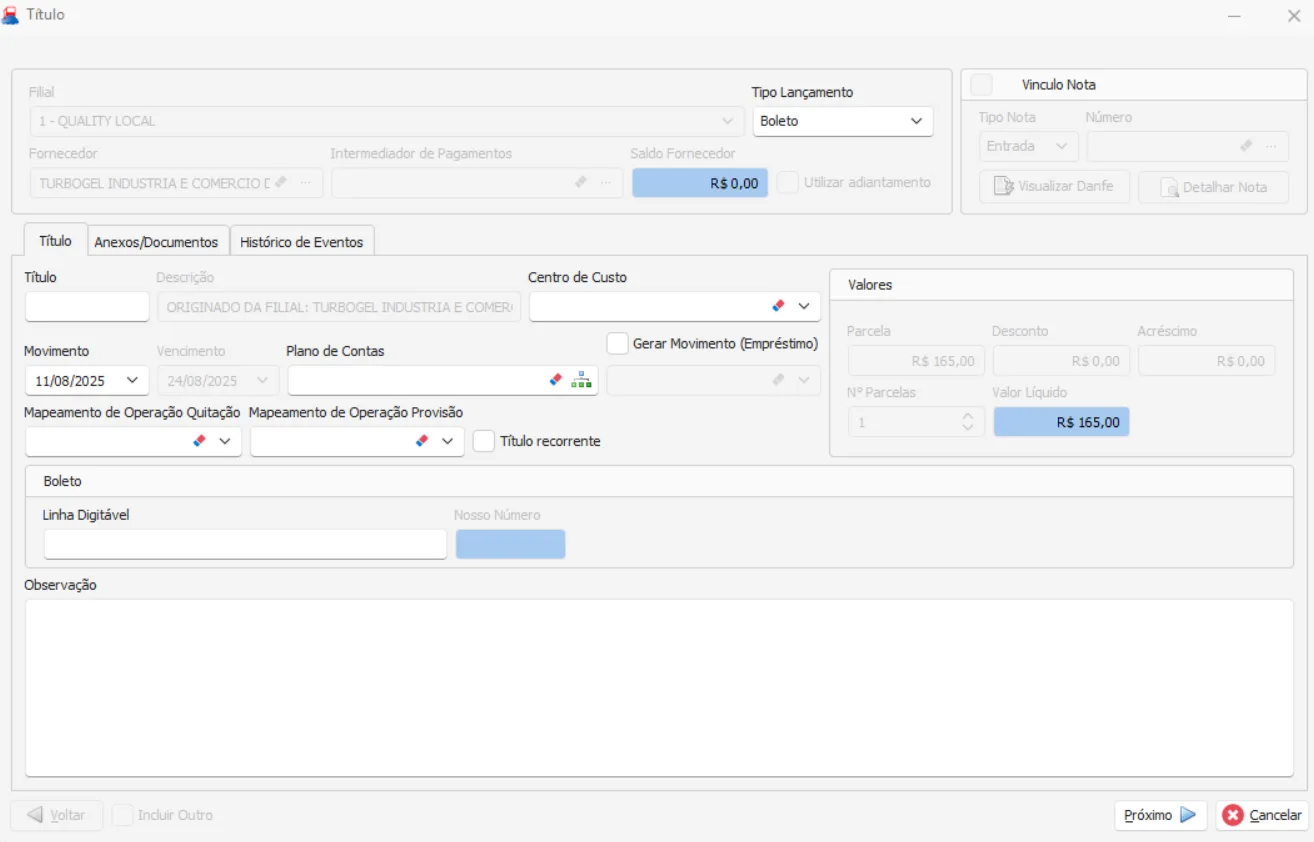 Título
Filial
1 - QUALITY LOCAL
Tipo Lançamento
Boleto
Fornecedor
TURBOGEL INDUSTRIA E COMERCIO D
...
Intermediador de Pagamentos
...
Saldo Fornecedor
R$ 0,00
Utilizar adiantamento
Vinculo Nota
Tipo Nota
Entrada
Número
...
Visualizar Danfe
Detalhar Nota
Título
Anexos/Documentos
Histórico de Eventos
Título
Descrição
ORIGINADO DA FILIAL: TURBOGEL INDUSTRIA E COMER
Centro de Custo
Movimento
11/08/2025
Vencimento
24/08/2025
Plano de Contas
Gerar Movimento (Empréstimo)
Mapeamento de Operação Quitação
Mapeamento de Operação Provisão
Título recorrente
Valores
Parcela
R$ 165,00
Desconto
R$ 0,00
Acréscimo
R$ 0,00
Nº Parcelas
1
Valor Líquido
R$ 165,00
Boleto
Linha Digitável
Nosso Número
Observação
Voltar
Incluir Outro
Próximo
Cancelar